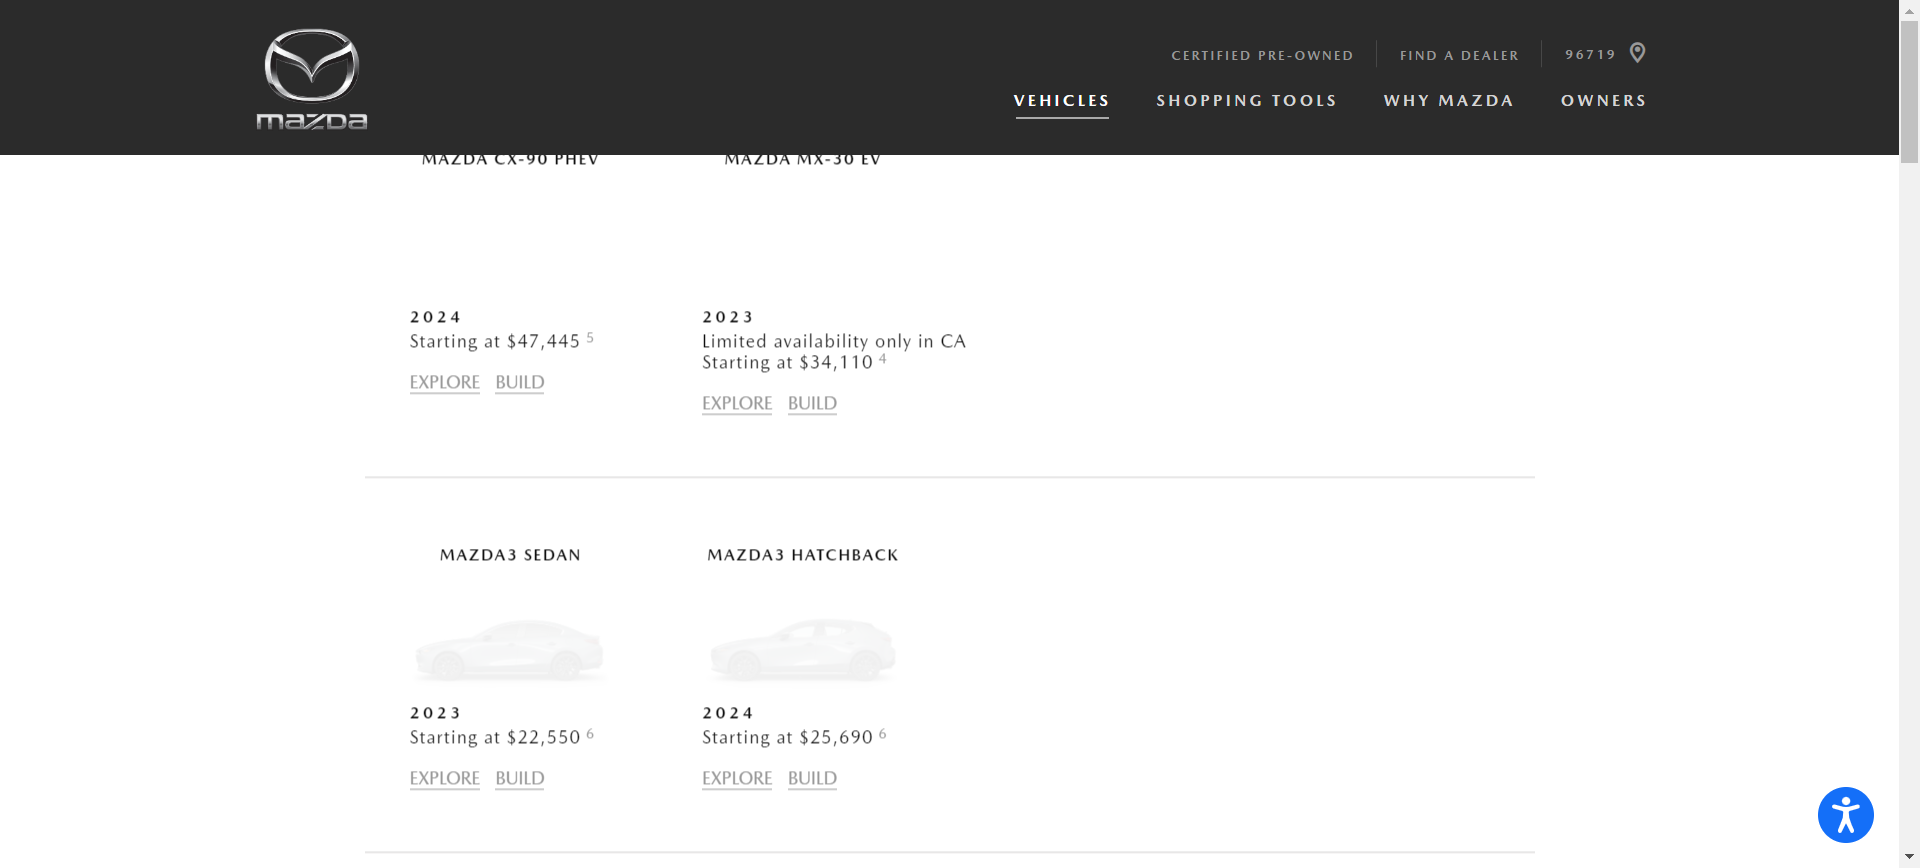 CERTIFIED PRE-OWNED
FIND A DEALER
96719
mazda
VEHICLES
SHOPPING TOOLS
WHY MAZDA
OWNERS
MAZDA CX-90 PHEV
MAZDA MX-30 EV
2024
Starting at $47,445 5
EXPLORE BUILD
2023
Limited availability only in CA
Starting at $34,110 4
EXPLORE BUILD
MAZDA3 SEDAN
MAZDA3 HATCHBACK
2023
Starting at $22,550 6
EXPLORE BUILD
2024
Starting at $25,690 6
EXPLORE BUILD